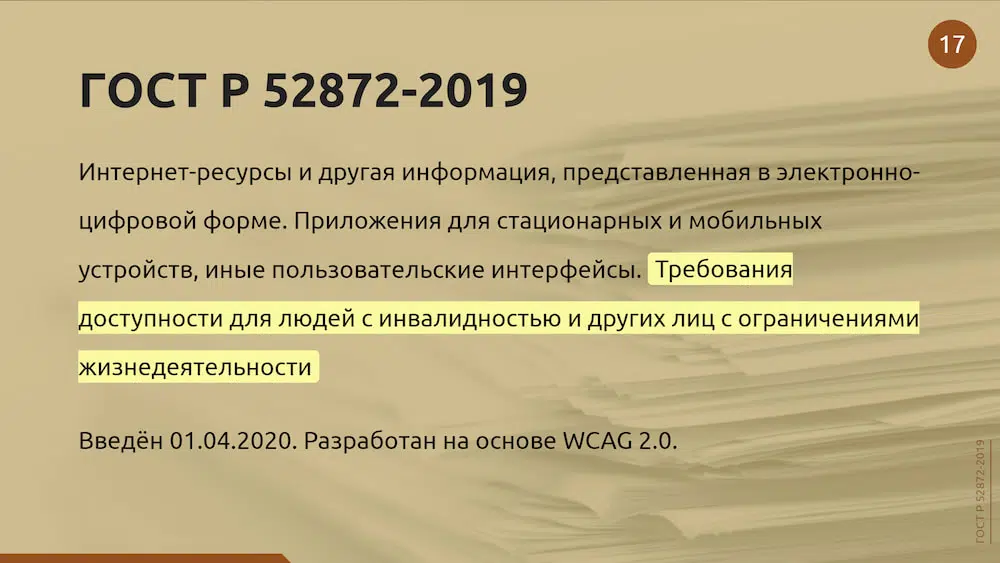 17
ГОСТ Р 52872-2019
Интернет-ресурсы и другая информация, представленная в электронно-
цифровой форме. Приложения для стационарных и мобильных
устройств, иные пользовательские интерфейсы. Требования
доступности для людей с инвалидностью и других лиц с ограничениями
жизнедеятельности
Введён 01.04.2020. Разработан на основе WCAG 2.0.
ГОСТ Р 52872-2019